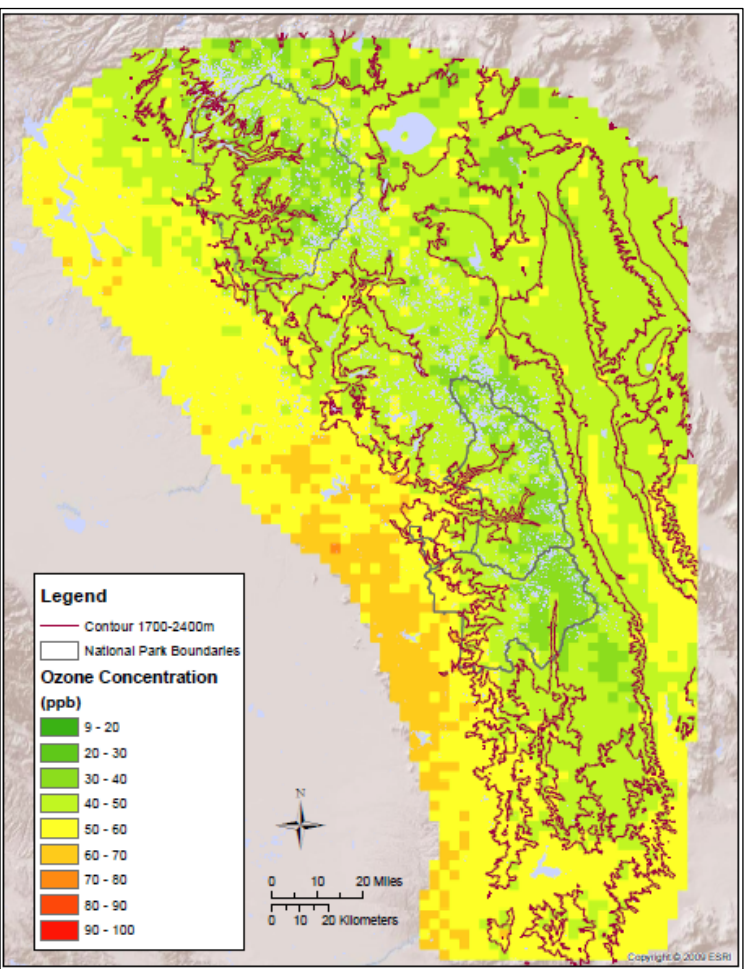 Legend
Contour 1700-2400m
National Park Boundaries
Ozone Concentration
(ppb)
9 - 20
20 - 30
30 - 40
40 - 50
50 - 60
60 - 70
70 - 80
80 - 90
90 - 100
N
0 10 20 Miles
0 10 20 Kilometers
Copyright © 2009 ESRI